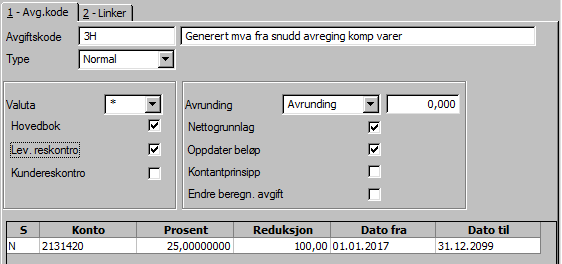 1 - Avg.kode 2 - Linker
Avgiftskode 3H Generert mva fra snudd avreging komp varer
Type Normal
Valuta * Avrunding Avrunding 0,000
Hovedbok Nettogrunnlag
Lev. reskontro Oppdater beløp
Kundereskontro Kontantprinsipp
Endre beregn. avgift
S Konto Prosent Reduksjon Dato fra Dato til
N 2131420 25,00000000 100,00 01.01.2017 31.12.2099